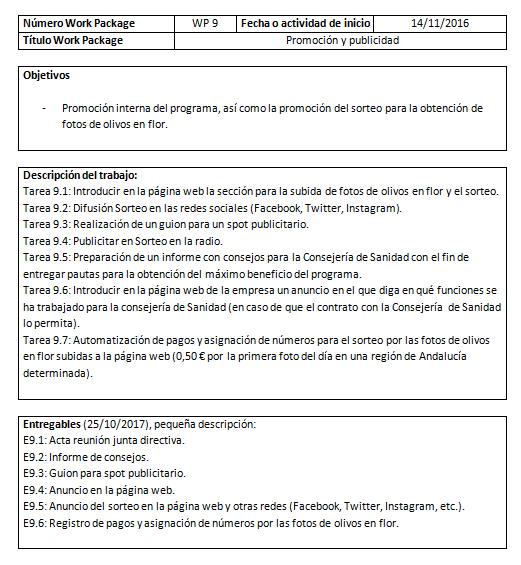 Número Work Package WP 9 Fecha o actividad de inicio 14/11/2016
Título Work Package Promoción y publicidad
Objetivos
- Promoción interna del programa, así como la promoción del sorteo para la obtención de
fotos de olivos en flor.
Descripción del trabajo:
Tarea 9.1: Introducir en la página web la sección para la subida de fotos de olivos en flor y el sorteo.
Tarea 9.2: Difusión Sorteo en las redes sociales (Facebook, Twitter, Instagram).
Tarea 9.3: Realización de un guion para un spot publicitario.
Tarea 9.4: Publicitar en Sorteo en la radio.
Tarea 9.5: Preparación de un informe con consejos para la Consejería de Sanidad con el fin de
entregar pautas para la obtención del máximo beneficio del programa.
Tarea 9.6: Introducir en la página web de la empresa un anuncio en el que diga en qué funciones se
ha trabajado para la consejería de Sanidad (en caso de que el contrato con la Consejería de Sanidad
lo permita).
Tarea 9.7: Automatización de pagos y asignación de números para el sorteo por las fotos de olivos
en flor subidas a la página web (0,50 € por la primera foto del día en una región de Andalucía
determinada).
Entregables (25/10/2017), pequeña descripción:
E9.1: Acta reunión junta directiva.
E9.2: Informe de consejos.
E9.3: Guion para spot publicitario.
E9.4: Anuncio en la página web.
E9.5: Anuncio del sorteo en la página web y otras redes (Facebook, Twitter, Instagram, etc.).
E9.6: Registro de pagos y asignación de números por las fotos de olivos en flor.